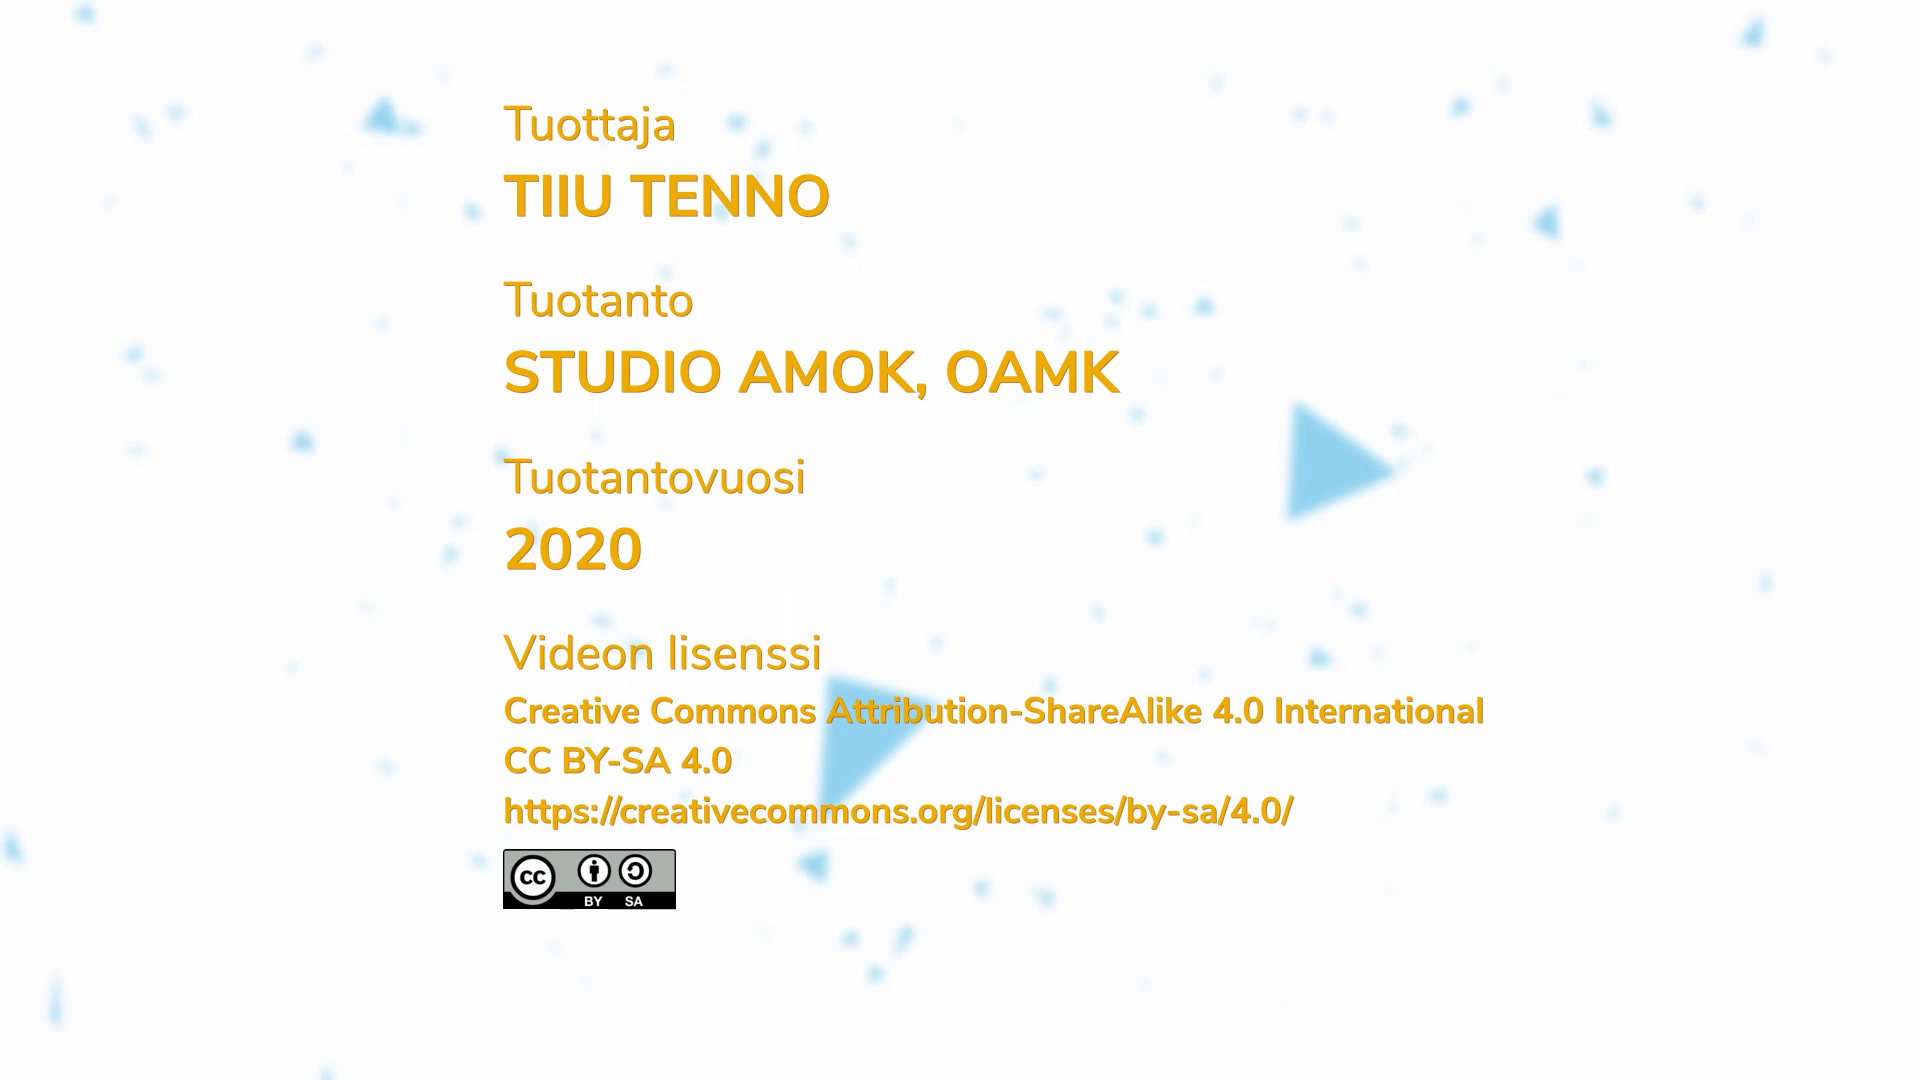 Tuottaja
TIIU TENNO
Tuotanto
STUDIO AMOK, OAMK
Tuotantovuosi
2020
Videon lisenssi
Creative Commons Attribution-ShareAlike 4.0 International
CC BY-SA 4.0
https://creativecommons.org/licenses/by-sa/4.0/
cc BY SA